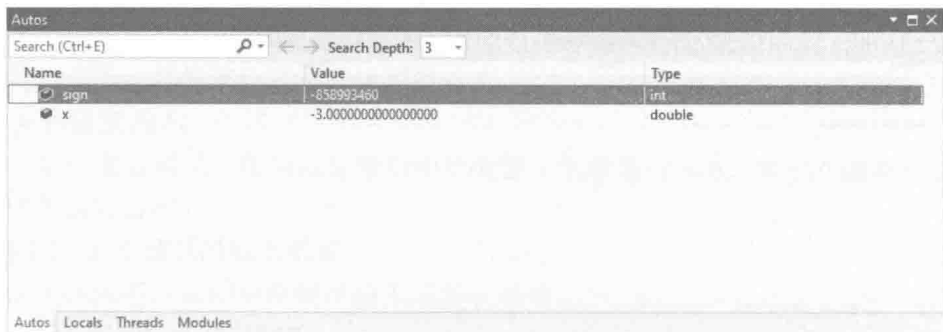 Autos
Search (Ctrl+E) Search Depth: 3
Name Value Type
sign -858993460 int
x -3.0000000000000000 double
Autos Locals Threads Modules